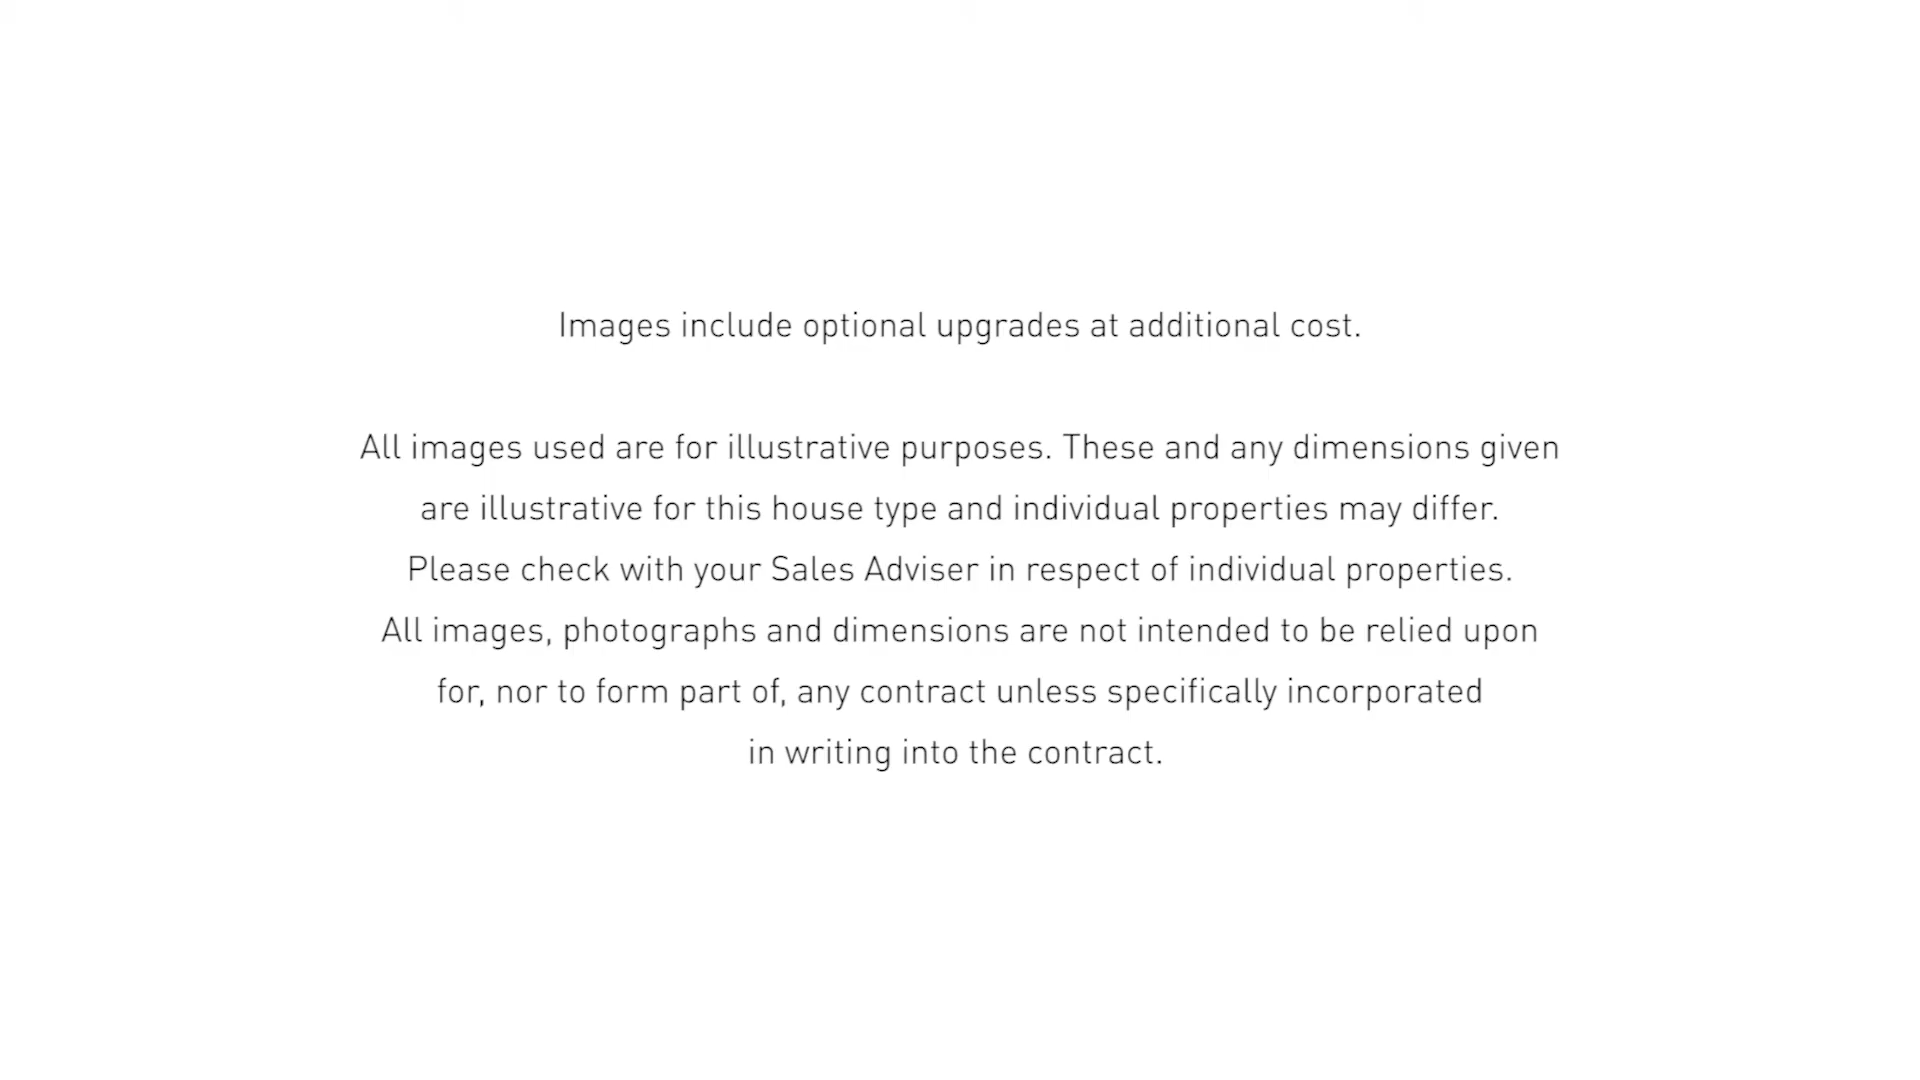 Images include optional upgrades at additional cost.
All images used are for illustrative purposes. These and any dimensions given
are illustrative for this house type and individual properties may differ.
Please check with your Sales Adviser in respect of individual properties.
All images, photographs and dimensions are not intended to be relied upon
for, nor to form part of, any contract unless specifically incorporated
in writing into the contract.